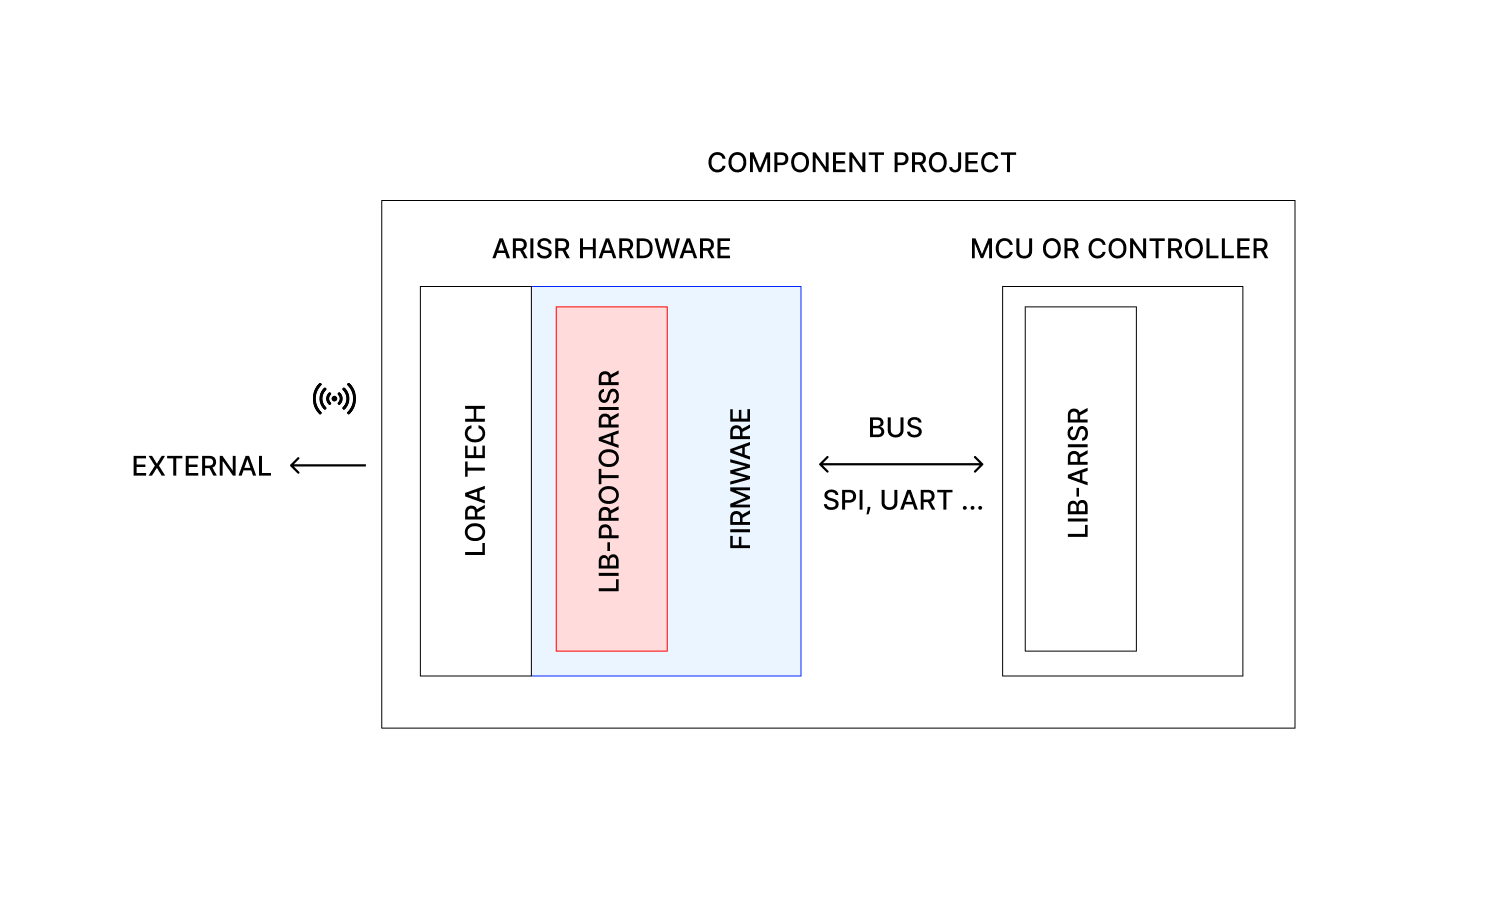 COMPONENT PROJECT
ARISR HARDWARE
MCU OR CONTROLLER
EXTERNAL
LORA TECH
LIB-PROTOARISR
FIRMWARE
BUS
SPI, UART ...
LIB-ARISR